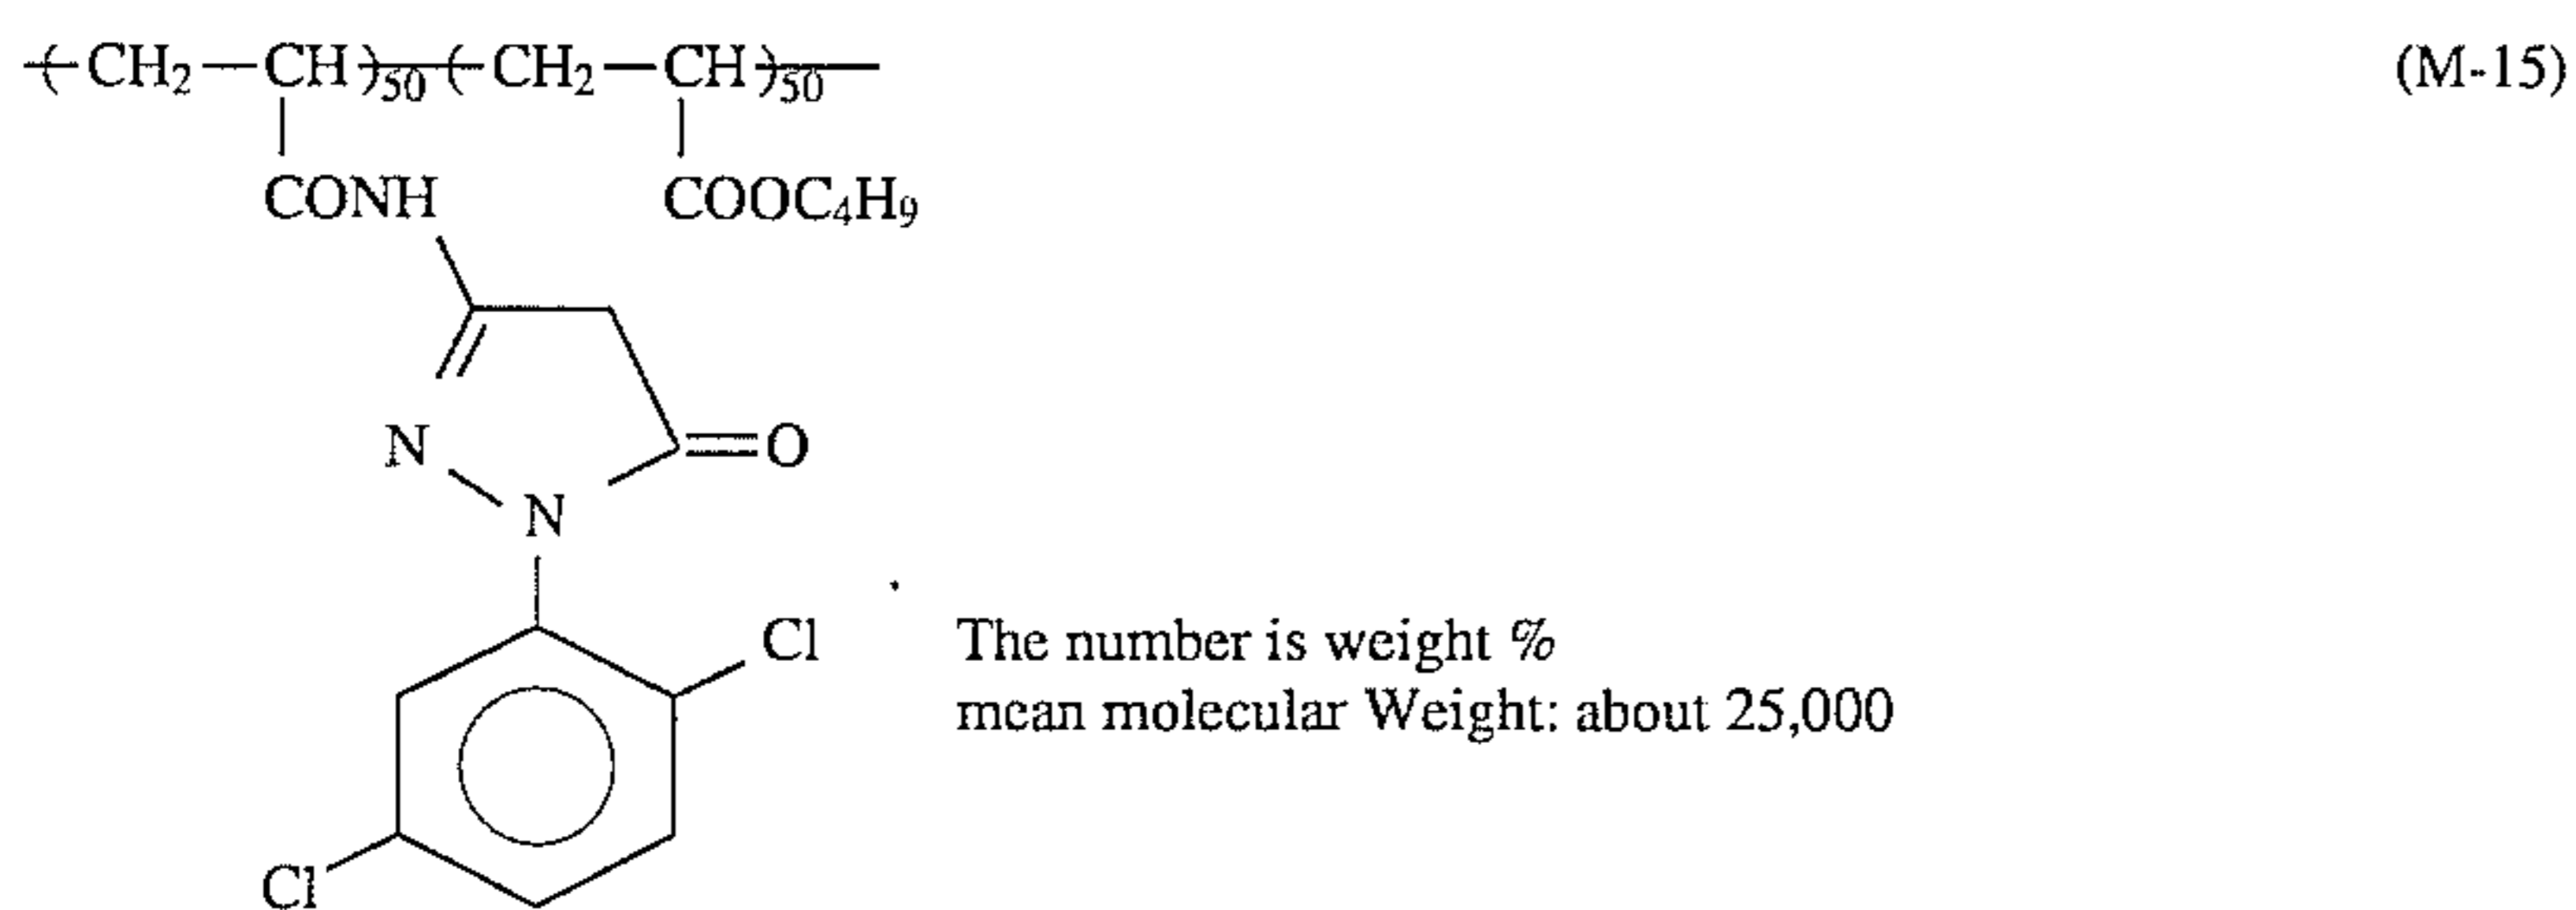 -(CH₂—CH)₅₀-(CH₂—CH)₅₀- (M-15)
CONH COOC₄H₉
N =O
N
Cl
The number is weight %
mean molecular Weight: about 25,000
Cl